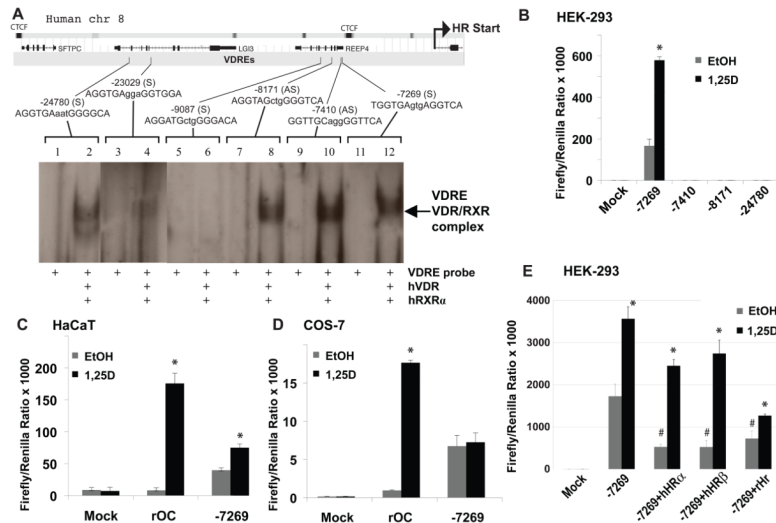 A
Human chr 8
CTCF
CTCF
HR Start
SFTPC
LGI3
REEP4
VDREs
-24780 (S)
AGGTGAaatGGGGCA
-23029 (S)
AGGTGAggaGGTGGA
-9087 (S)
AGGATGctgGGGACA
-8171 (AS)
AGGTAGctgGGGTCA
-7410 (AS)
GGTTGCaggGGTTCA
-7269 (S)
TGGTGAgtgAGGTCA
1 2 3 4 5 6 7 8 9 10 11 12
VDRE
VDR/RXR
complex
+ + + + + + VDRE probe
+ + + + + hVDR
+ + + + + hRXRα
B
HEK-293
EtOH
1,25D
Firefly/Renilla Ratio x 1000
800
600
400
200
0
*
Mock -7269 -7410 -8171 -24780
C
HaCaT
EtOH
1,25D
Firefly/Renilla Ratio x 1000
200
150
100
50
0
* *
Mock rOC -7269
D
COS-7
EtOH
1,25D
Firefly/Renilla Ratio x 1000
15
10
5
0
*
Mock rOC -7269
E
HEK-293
EtOH
1,25D
Firefly/Renilla Ratio x 1000
4000
3000
2000
1000
0
* * * *
# # #
Mock -7269 -7269+hHRα -7269+hHRβ -7269+rHr